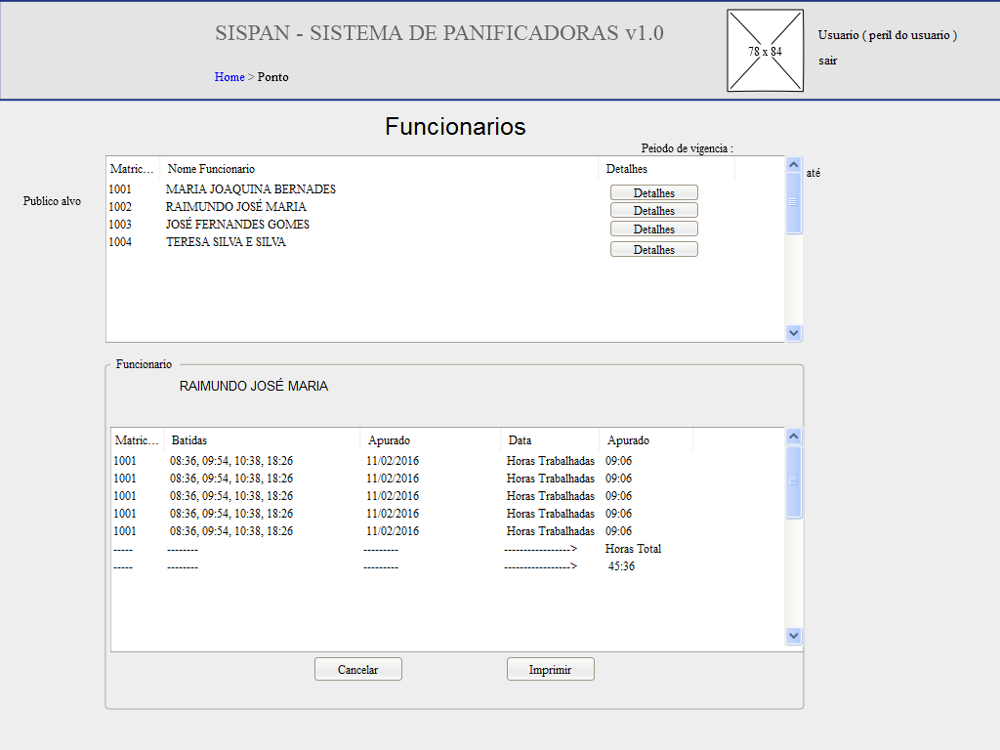 SISPAN - SISTEMA DE PANIFICADORAS v1.0
78 x 84
Usuario ( peril do usuario )
sair
Home > Ponto
Funcionarios
Peiodo de vigencia :
até
Publico alvo
Matric... Nome Funcionario Detalhes
1001 MARIA JOAQUINA BERNADES Detalhes
1002 RAIMUNDO JOSÉ MARIA Detalhes
1003 JOSÉ FERNANDES GOMES Detalhes
1004 TERESA SILVA E SILVA Detalhes
Funcionario
RAIMUNDO JOSÉ MARIA
Matric... Batidas Apurado Data Apurado
1001 08:36, 09:54, 10:38, 18:26 11/02/2016 Horas Trabalhadas 09:06
1001 08:36, 09:54, 10:38, 18:26 11/02/2016 Horas Trabalhadas 09:06
1001 08:36, 09:54, 10:38, 18:26 11/02/2016 Horas Trabalhadas 09:06
1001 08:36, 09:54, 10:38, 18:26 11/02/2016 Horas Trabalhadas 09:06
1001 08:36, 09:54, 10:38, 18:26 11/02/2016 Horas Trabalhadas 09:06
----- -------- --------- -----------------> Horas Total
----- -------- --------- -----------------> 45:36
Cancelar Imprimir